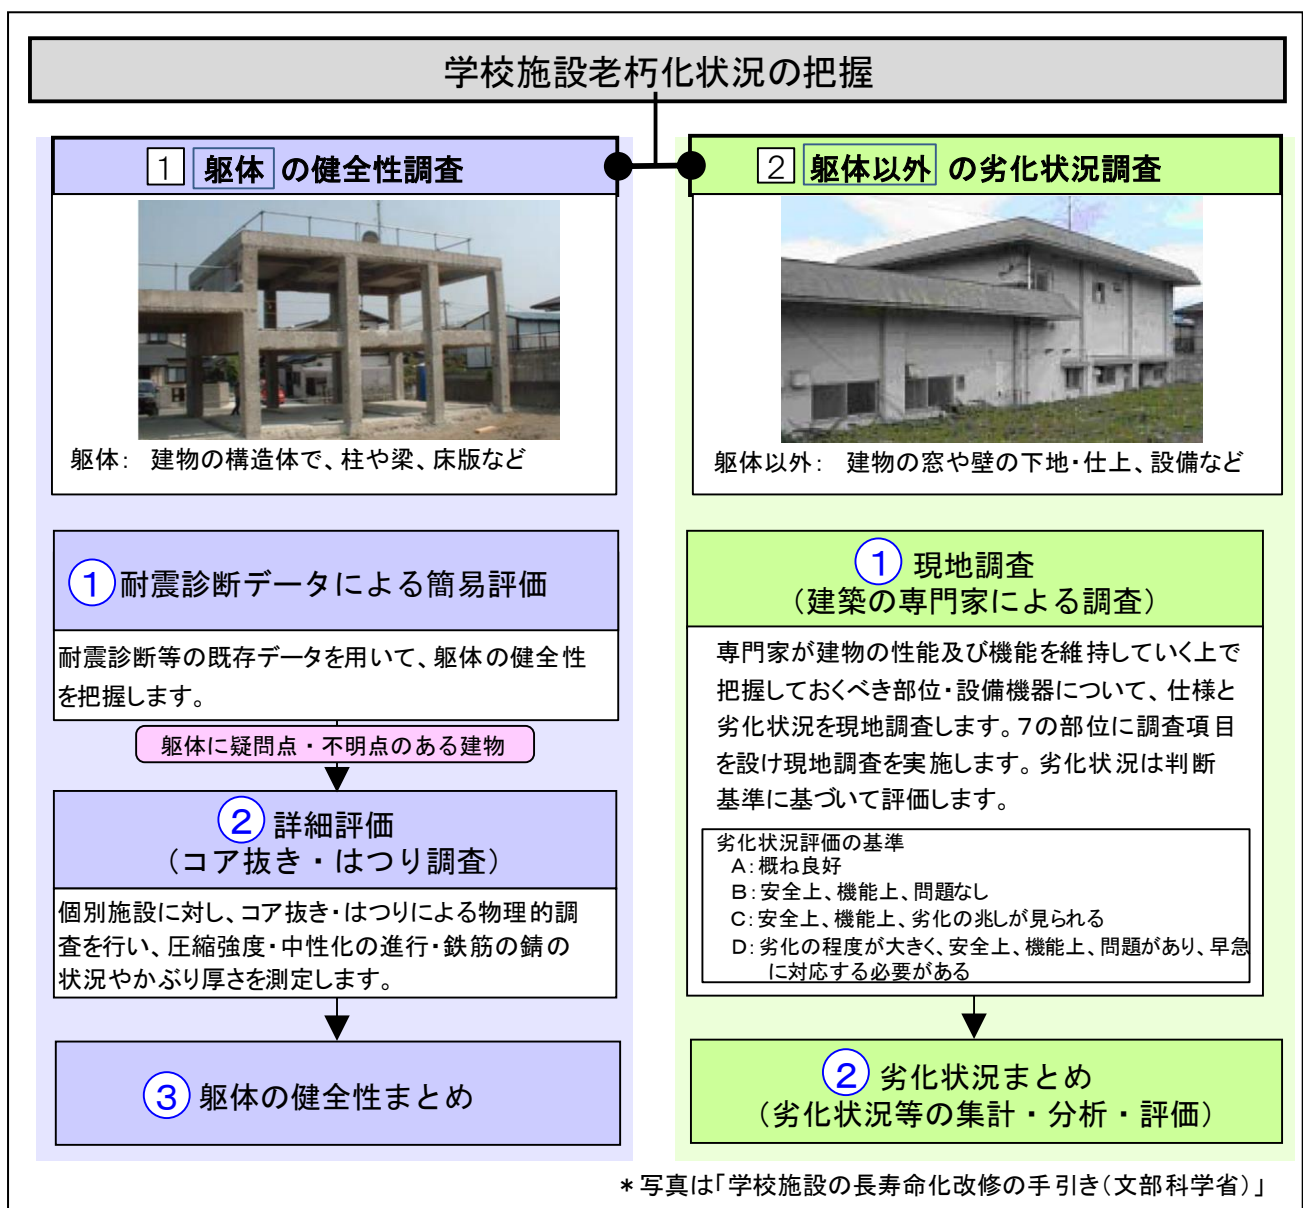 学校施設老朽化状況の把握
1 躯体 の健全性調査
躯体： 建物の構造体で、柱や梁、床版など
① 耐震診断データによる簡易評価
耐震診断等の既存データを用いて、躯体の健全性
を把握します。
躯体に疑問点・不明点のある建物
② 詳細評価
（コア抜き・はつり調査）
個別施設に対し、コア抜き・はつりによる物理的調
査を行い、圧縮強度・中性化の進行・鉄筋の錆の
状況やかぶり厚さを測定します。
③ 躯体の健全性まとめ
2 躯体以外 の劣化状況調査
躯体以外： 建物の窓や壁の下地・仕上、設備など
① 現地調査
（建築の専門家による調査）
専門家が建物の性能及び機能を維持していく上で
把握しておくべき部位・設備機器について、仕様と
劣化状況を現地調査します。７の部位に調査項目
を設け現地調査を実施します。劣化状況は判断
基準に基づいて評価します。
劣化状況評価の基準
A：概ね良好
B：安全上、機能上、問題なし
C：安全上、機能上、劣化の兆しが見られる
D：劣化の程度が大きく、安全上、機能上、問題があり、早急
に対応する必要がある
② 劣化状況まとめ
（劣化状況等の集計・分析・評価）
＊写真は「学校施設の長寿命化改修の手引き（文部科学省）」